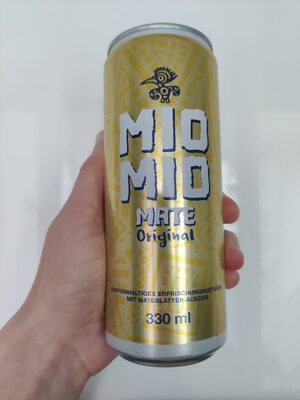 MIO
MIO
MATE
Original
KOFFEINHALTIGES ERFRISCHUNGSGETRÄNK
MIT MATEBLÄTTER-AUSZUG
330 ml